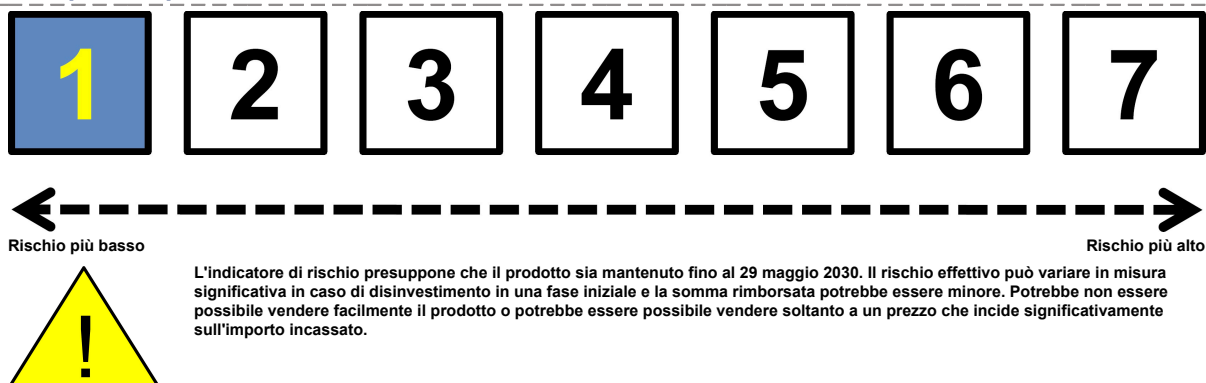 1 2 3 4 5 6 7
Rischio più basso Rischio più alto
L'indicatore di rischio presuppone che il prodotto sia mantenuto fino al 29 maggio 2030. Il rischio effettivo può variare in misura
significativa in caso di disinvestimento in una fase iniziale e la somma rimborsata potrebbe essere minore. Potrebbe non essere
possibile vendere facilmente il prodotto o potrebbe essere possibile vendere soltanto a un prezzo che incide significativamente
sull'importo incassato.
!